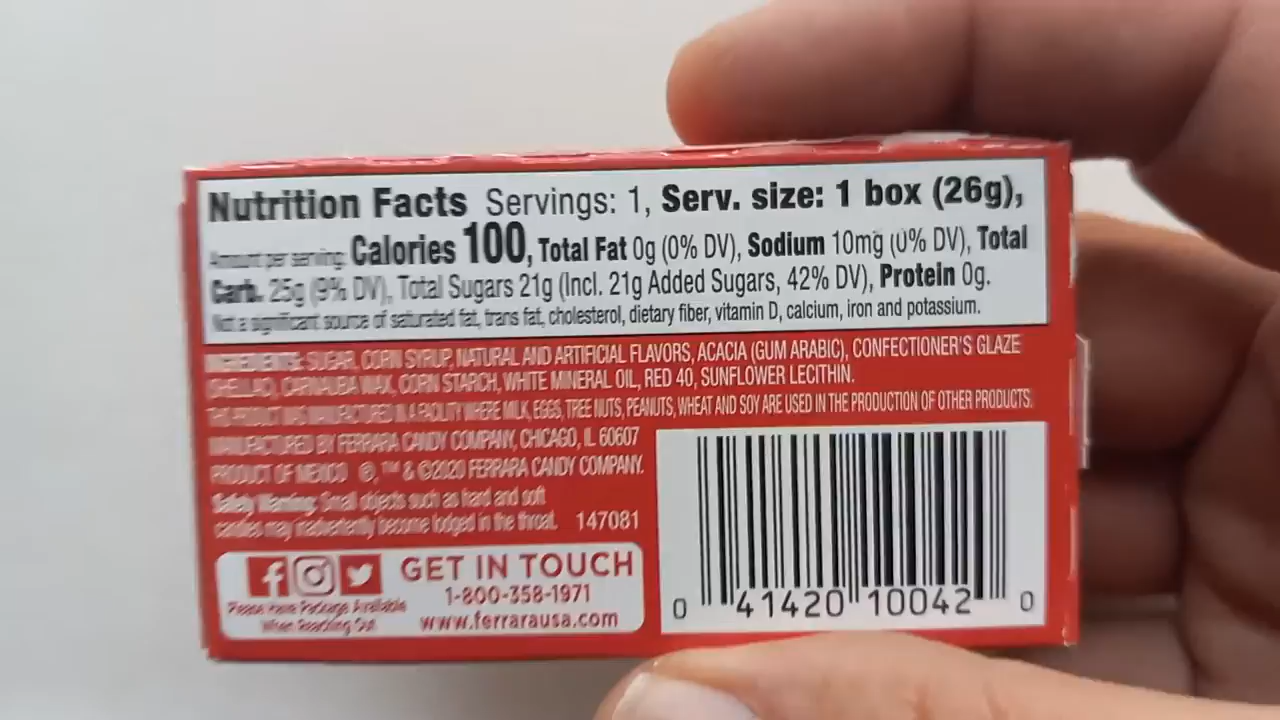 Nutrition Facts Servings: 1, Serv. size: 1 box (26g),
Amount per serving: Calories 100, Total Fat 0g (0% DV), Sodium 10mg (0% DV), Total
Carb. 25g (9% DV), Total Sugars 21g (Incl. 21g Added Sugars, 42% DV), Protein 0g.
Not a significant source of saturated fat, trans fat, cholesterol, dietary fiber, vitamin D, calcium, iron and potassium.
INGREDIENTS: SUGAR, CORN SYRUP, NATURAL AND ARTIFICIAL FLAVORS, ACACIA (GUM ARABIC), CONFECTIONER'S GLAZE
(SHELLAC), CARNAUBA WAX, CORN STARCH, WHITE MINERAL OIL, RED 40, SUNFLOWER LECITHIN.
THIS PRODUCT WAS MANUFACTURED IN A FACILITY WHERE MILK, EGGS, TREE NUTS, PEANUTS, WHEAT AND SOY ARE USED IN THE PRODUCTION OF OTHER PRODUCTS.
MANUFACTURED BY FERRARA CANDY COMPANY, CHICAGO, IL 60607
PRODUCT OF MEXICO ®, ™ & ©2020 FERRARA CANDY COMPANY.
Safety Warning: Small objects such as hard and soft
candies may inadvertently become lodged in the throat. 147081
GET IN TOUCH
1-800-358-1971
www.ferrarausa.com
Please Have Package Available
When Reaching Out
0 41420 10042 0